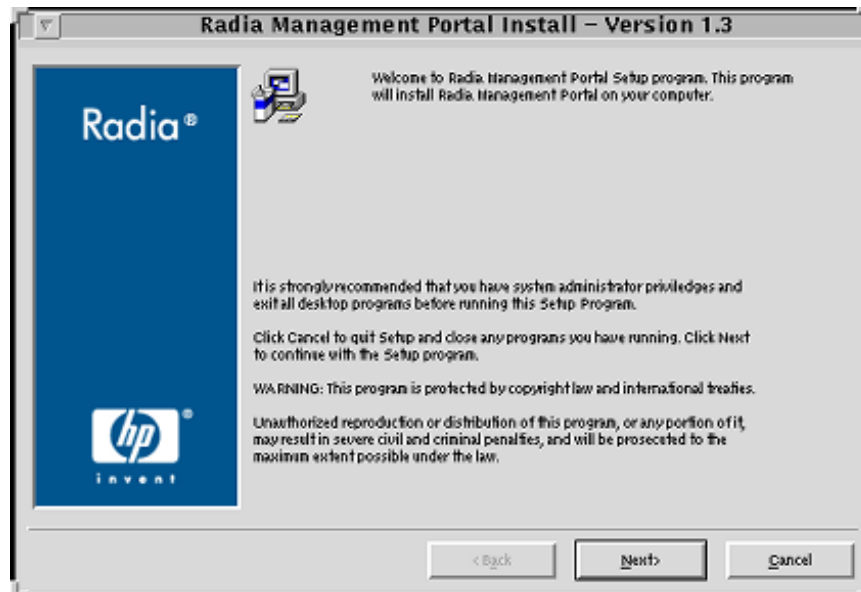 Radia Management Portal Install – Version 1.3
Radia®
Welcome to Radia Management Portal Setup program. This program
will install Radia Management Portal on your computer.
It is strongly recommended that you have system administrator priviledges and
exit all desktop programs before running this Setup Program.
Click Cancel to quit Setup and close any programs you have running. Click Next
to continue with the Setup program.
WARNING: This program is protected by copyright law and international treaties.
Unauthorized reproduction or distribution of this program, or any portion of it,
may result in severe civil and criminal penalties, and will be prosecuted to the
maximum extent possible under the law.
hp®
invent
<Back
Next>
Cancel